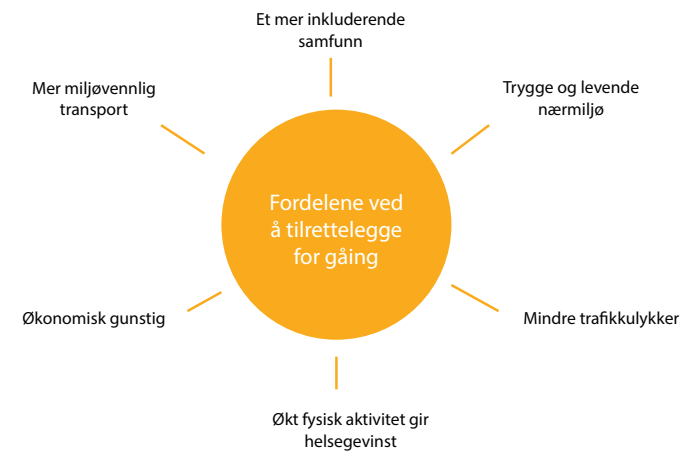 Et mer inkluderende
samfunn
Mer miljøvennlig
transport
Trygge og levende
nærmiljø
Fordelene ved
å tilrettelegge
for gåing
Økonomisk gunstig
Mindre trafikkulykker
Økt fysisk aktivitet gir
helsegevinst